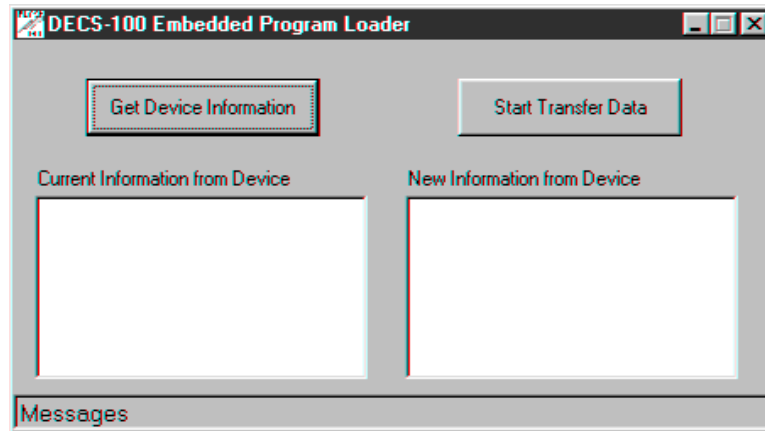 DECS-100 Embedded Program Loader
Get Device Information
Start Transfer Data
Current Information from Device
New Information from Device
Messages